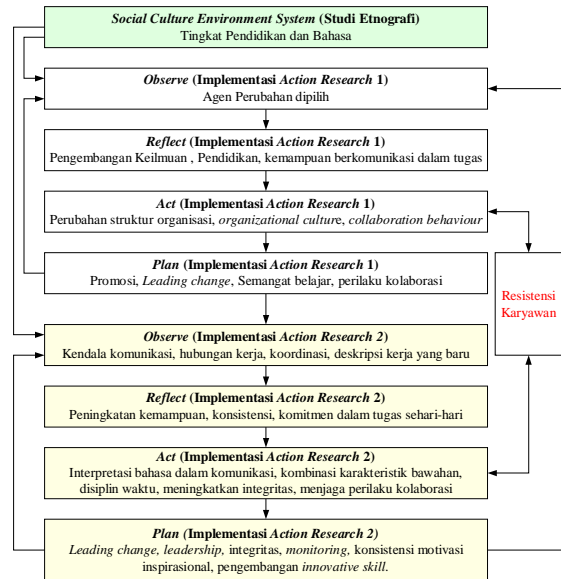 Social Culture Environment System (Studi Etnografi)
Tingkat Pendidikan dan Bahasa
Observe (Implementasi Action Research 1)
Agen Perubahan dipilih
Reflect (Implementasi Action Research 1)
Pengembangan Keilmuan , Pendidikan, kemampuan berkomunikasi dalam tugas
Act (Implementasi Action Research 1)
Perubahan struktur organisasi, organizational culture, collaboration behaviour
Plan (Implementasi Action Research 1)
Promosi, Leading change, Semangat belajar, perilaku kolaborasi
Resistensi
Karyawan
Observe (Implementasi Action Research 2)
Kendala komunikasi, hubungan kerja, koordinasi, deskripsi kerja yang baru
Reflect (Implementasi Action Research 2)
Peningkatan kemampuan, konsistensi, komitmen dalam tugas sehari-hari
Act (Implementasi Action Research 2)
Interpretasi bahasa dalam komunikasi, kombinasi karakteristik bawahan,
disiplin waktu, meningkatkan integritas, menjaga perilaku kolaborasi
Plan (Implementasi Action Research 2)
Leading change, leadership, integritas, monitoring, konsistensi motivasi
inspirasional, pengembangan innovative skill.